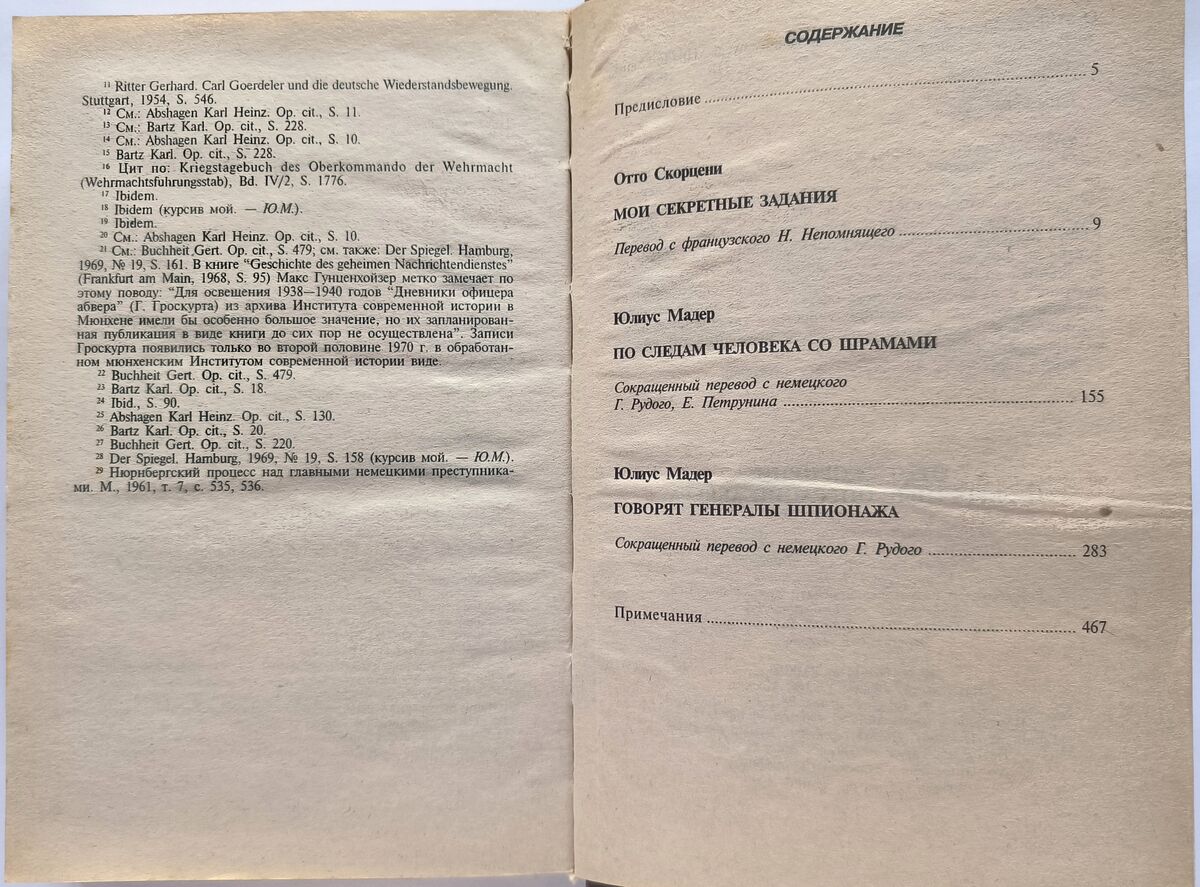 ¹¹ Ritter Gerhard. Carl Goerdeler und die deutsche Wiederstandsbewegung.
Stuttgart, 1954, S. 546.
¹² См.: Abshagen Karl Heinz. Op. cit., S. 11.
¹³ См.: Bartz Karl. Op. cit., S. 228.
¹⁴ См.: Abshagen Karl Heinz. Op. cit., S. 10.
¹⁵ Bartz Karl. Op. cit., S. 228.
¹⁶ Цит по: Kriegstagebuch des Oberkommando der Wehrmacht
(Wehrmachtsfuhrungsstab), Bd. IV/2, S. 1776.
¹⁷ Ibidem.
¹⁸ Ibidem (курсив мой. — Ю.М.).
¹⁹ Ibidem.
²⁰ См.: Abshagen Karl Heinz. Op. cit., S. 10.
²¹ См.: Buchheit Gert. Op. cit., S. 479; см. также: Der Spiegel. Hamburg,
1969, № 19, S. 161. В книге “Geschichte des geheimen Nachrichtendienstes”
(Frankfurt am Main, 1968, S. 95) Макс Гунценхойзер метко замечает по
этому поводу: “Для освещения 1938—1940 годов “Дневники офицера
абвера” (Г. Гроскурта) из архива Института современной истории в
Мюнхене имели бы особенно большое значение, но их запланирован-
ная публикация в виде книги до сих пор не осуществлена”. Записи
Гроскурта появились только во второй половине 1970 г. в обработан-
ном мюнхенским Институтом современной истории виде.
²² Buchheit Gert. Op. cit., S. 479.
²³ Bartz Karl. Op. cit., S. 18.
²⁴ Ibid., S. 90.
²⁵ Abshagen Karl Heinz. Op. cit., S. 130.
²⁶ Bartz Karl. Op. cit., S. 20.
²⁷ Buchheit Gert. Op. cit., S. 220.
²⁸ Der Spiegel. Hamburg, 1969, № 19, S. 158 (курсив мой. — Ю.М.).
²⁹ Нюрнбергский процесс над главными немецкими преступника-
ми. М., 1961, т. 7, с. 535, 536.
СОДЕРЖАНИЕ
Предисловие ........ 5
Отто Скорцени
МОИ СЕКРЕТНЫЕ ЗАДАНИЯ
Перевод с французского Н. Непомнящего ........ 9
Юлиус Мадер
ПО СЛЕДАМ ЧЕЛОВЕКА СО ШРАМАМИ
Сокращенный перевод с немецкого
Г. Рудого, Е. Петрунина ........ 155
Юлиус Мадер
ГОВОРЯТ ГЕНЕРАЛЫ ШПИОНАЖА
Сокращенный перевод с немецкого Г. Рудого ........ 283
Примечания ........ 467